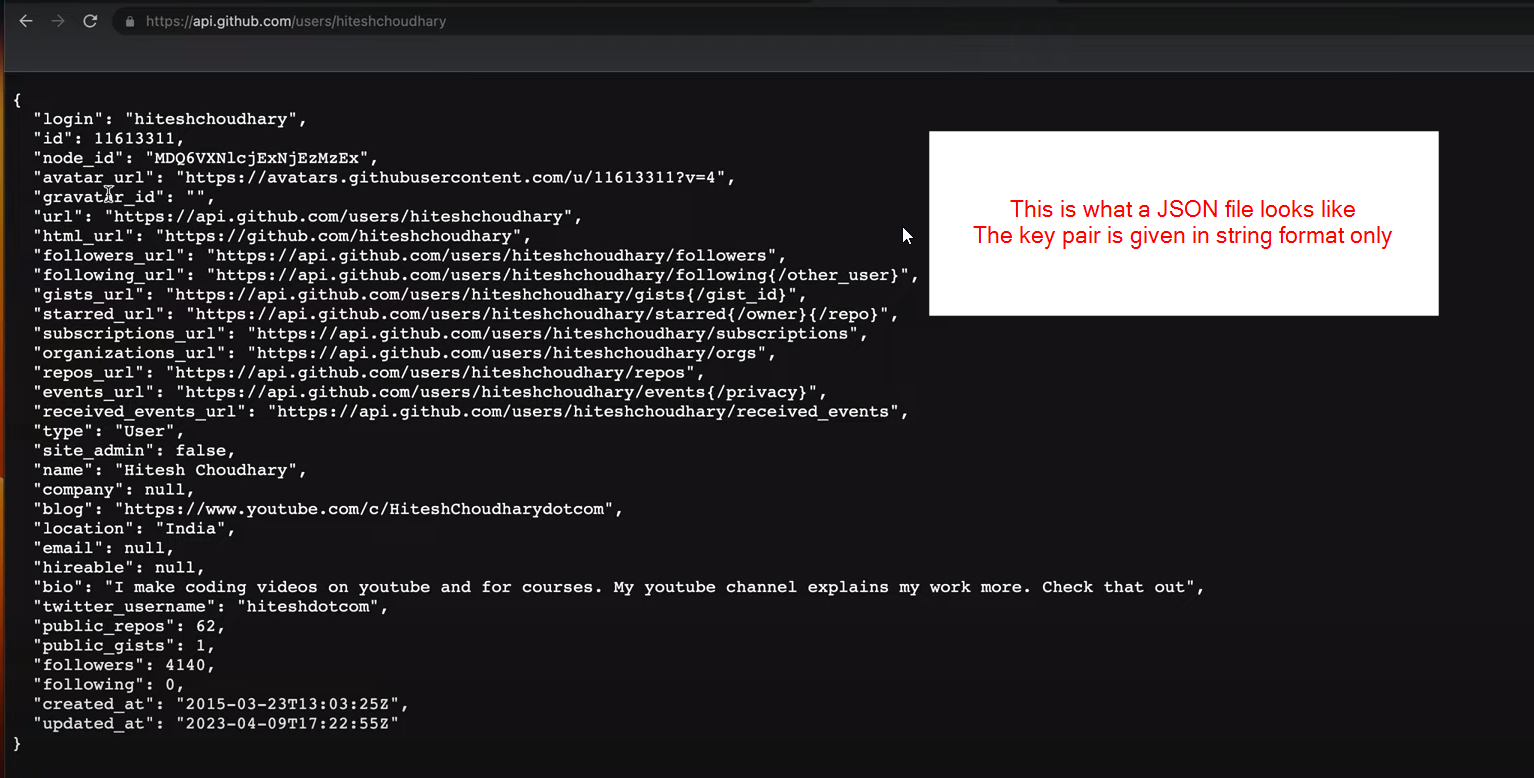 https://api.github.com/users/hiteshchoudhary
{
"login": "hiteshchoudhary",
"id": 11613311,
"node_id": "MDQ6VXNlcjExNjEzMzEx",
"avatar_url": "https://avatars.githubusercontent.com/u/11613311?v=4",
"gravatar_id": "",
"url": "https://api.github.com/users/hiteshchoudhary",
"html_url": "https://github.com/hiteshchoudhary",
"followers_url": "https://api.github.com/users/hiteshchoudhary/followers",
"following_url": "https://api.github.com/users/hiteshchoudhary/following{/other_user}",
"gists_url": "https://api.github.com/users/hiteshchoudhary/gists{/gist_id}",
"starred_url": "https://api.github.com/users/hiteshchoudhary/starred{/owner}{/repo}",
"subscriptions_url": "https://api.github.com/users/hiteshchoudhary/subscriptions",
"organizations_url": "https://api.github.com/users/hiteshchoudhary/orgs",
"repos_url": "https://api.github.com/users/hiteshchoudhary/repos",
"events_url": "https://api.github.com/users/hiteshchoudhary/events{/privacy}",
"received_events_url": "https://api.github.com/users/hiteshchoudhary/received_events",
"type": "User",
"site_admin": false,
"name": "Hitesh Choudhary",
"company": null,
"blog": "https://www.youtube.com/c/HiteshChoudharydotcom",
"location": "India",
"email": null,
"hireable": null,
"bio": "I make coding videos on youtube and for courses. My youtube channel explains my work more. Check that out",
"twitter_username": "hiteshdotcom",
"public_repos": 62,
"public_gists": 1,
"followers": 4140,
"following": 0,
"created_at": "2015-03-23T13:03:25Z",
"updated_at": "2023-04-09T17:22:55Z"
}
This is what a JSON file looks like
The key pair is given in string format only